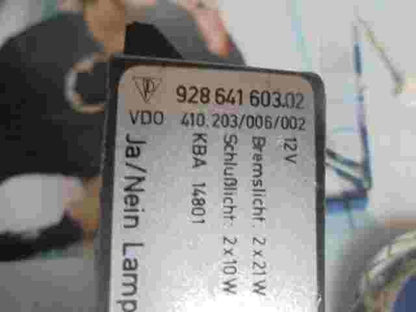 928 641 603.02
VDO 410.203/006/002
12V
Bremslicht 2x21W
Schlußlicht 2x10W
KBA 14801
Ja/Nein Lamp